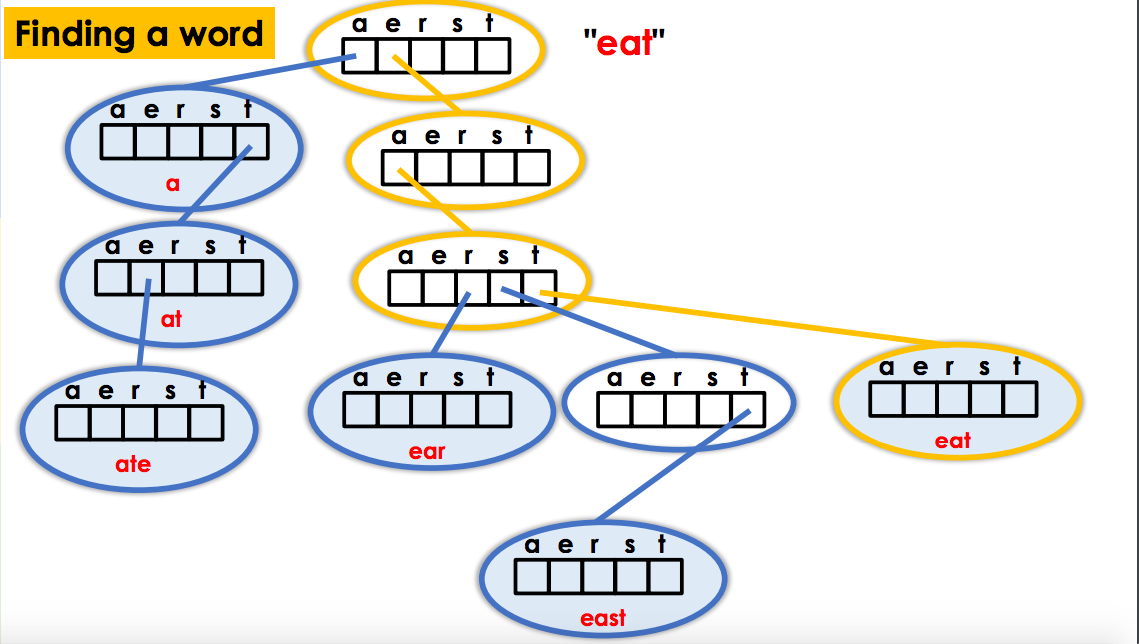 Finding a word
a e r s t
"eat"
a e r s t
a
a e r s t
a e r s t
at
a e r s t
a e r s t
ate
a e r s t
ear
a e r s t
a e r s t
eat
a e r s t
east